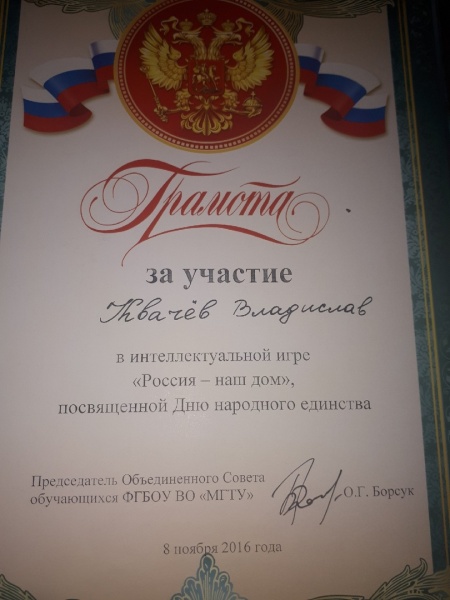 Грамота
за участие
Квачёв Владислав
в интеллектуальной игре
«Россия – наш дом»,
посвященной Дню народного единства
Председатель Объединенного Совета
обучающихся ФГБОУ ВО «МГТУ»
О.Г. Борсук
8 ноября 2016 года